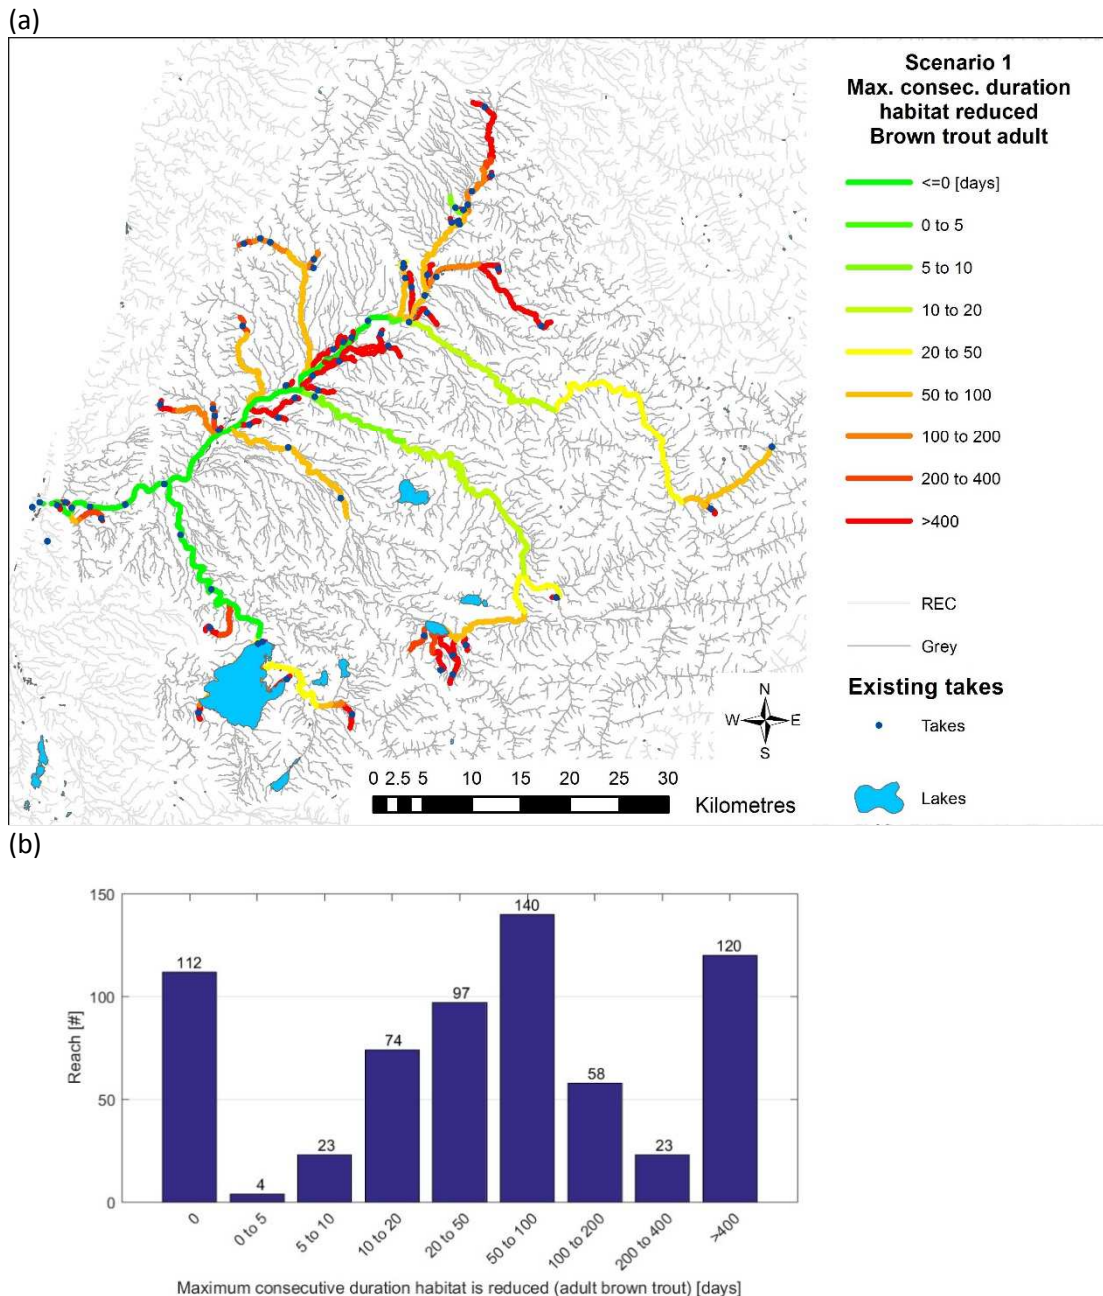 (a)
Scenario 1
Max. consec. duration
habitat reduced
Brown trout adult
<=0 [days]
0 to 5
5 to 10
10 to 20
20 to 50
50 to 100
100 to 200
200 to 400
>400
REC
Grey
Existing takes
Takes
Lakes
N
W E
S
0 2.5 5 10 15 20 25 30
Kilometres
(b)
150
100
50
0
Reach [#]
112
4
23
74
97
140
58
23
120
0
0 to 5
5 to 10
10 to 20
20 to 50
50 to 100
100 to 200
200 to 400
>400
Maximum consecutive duration habitat is reduced (adult brown trout) [days]